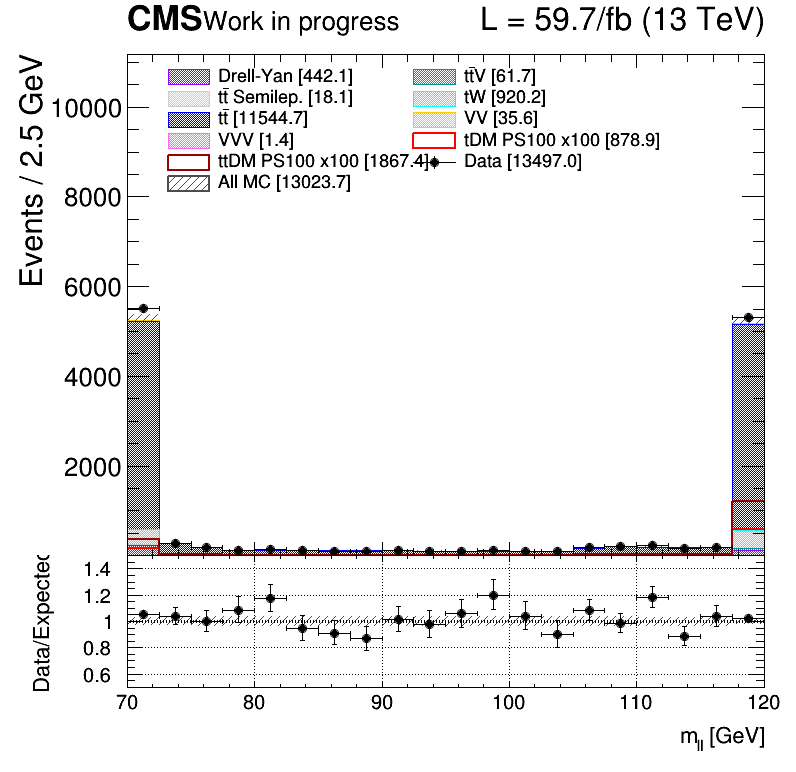 CMS Work in progress L = 59.7/fb (13 TeV)
Events / 2.5 GeV
10000
8000
6000
4000
2000
Drell-Yan [442.1] tt̄V [61.7]
tt̄ Semilep. [18.1] tW [920.2]
tt̄ [11544.7] VV [35.6]
VVV [1.4] tDM PS100 x100 [878.9]
ttDM PS100 x100 [1867.4] Data [13497.0]
All MC [13023.7]
Data/Expected
1.4
1.2
1
0.8
0.6
70 80 90 100 110 120
m_ll [GeV]